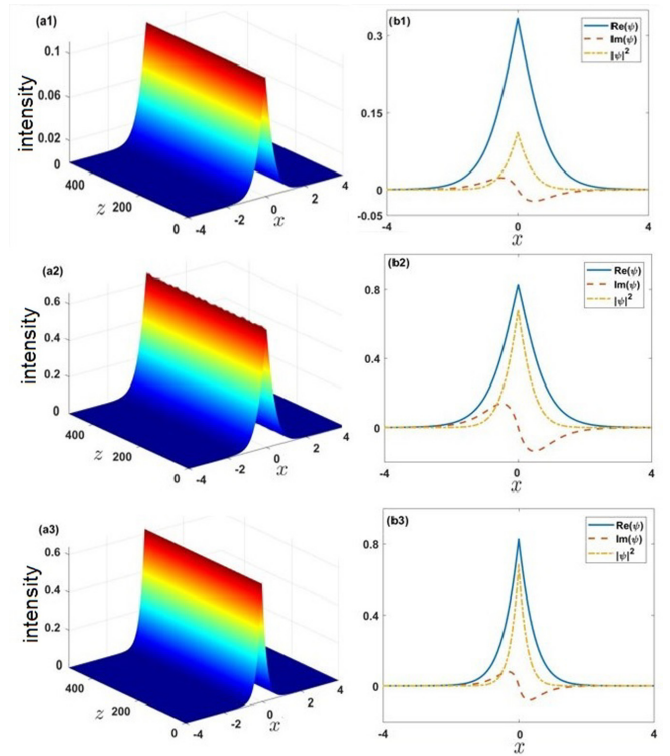 (a1)
intensity
0.1
0.06
0.02
0
400
z 200
0
-4
-2
0
x
2
4
(b1)
0.3
0.15
0
-0.05
-4
0
4
x
Re(ψ)
Im(ψ)
|ψ|²
(a2)
intensity
0.6
0.4
0.2
0
400
z 200
0
-4
-2
0
x
2
4
(b2)
0.8
0.4
0
-4
0
4
x
Re(ψ)
Im(ψ)
|ψ|²
(a3)
intensity
0.6
0.4
0.2
0
400
z 200
0
-4
-2
0
x
2
4
(b3)
0.8
0.4
0
-4
0
4
x
Re(ψ)
Im(ψ)
|ψ|²